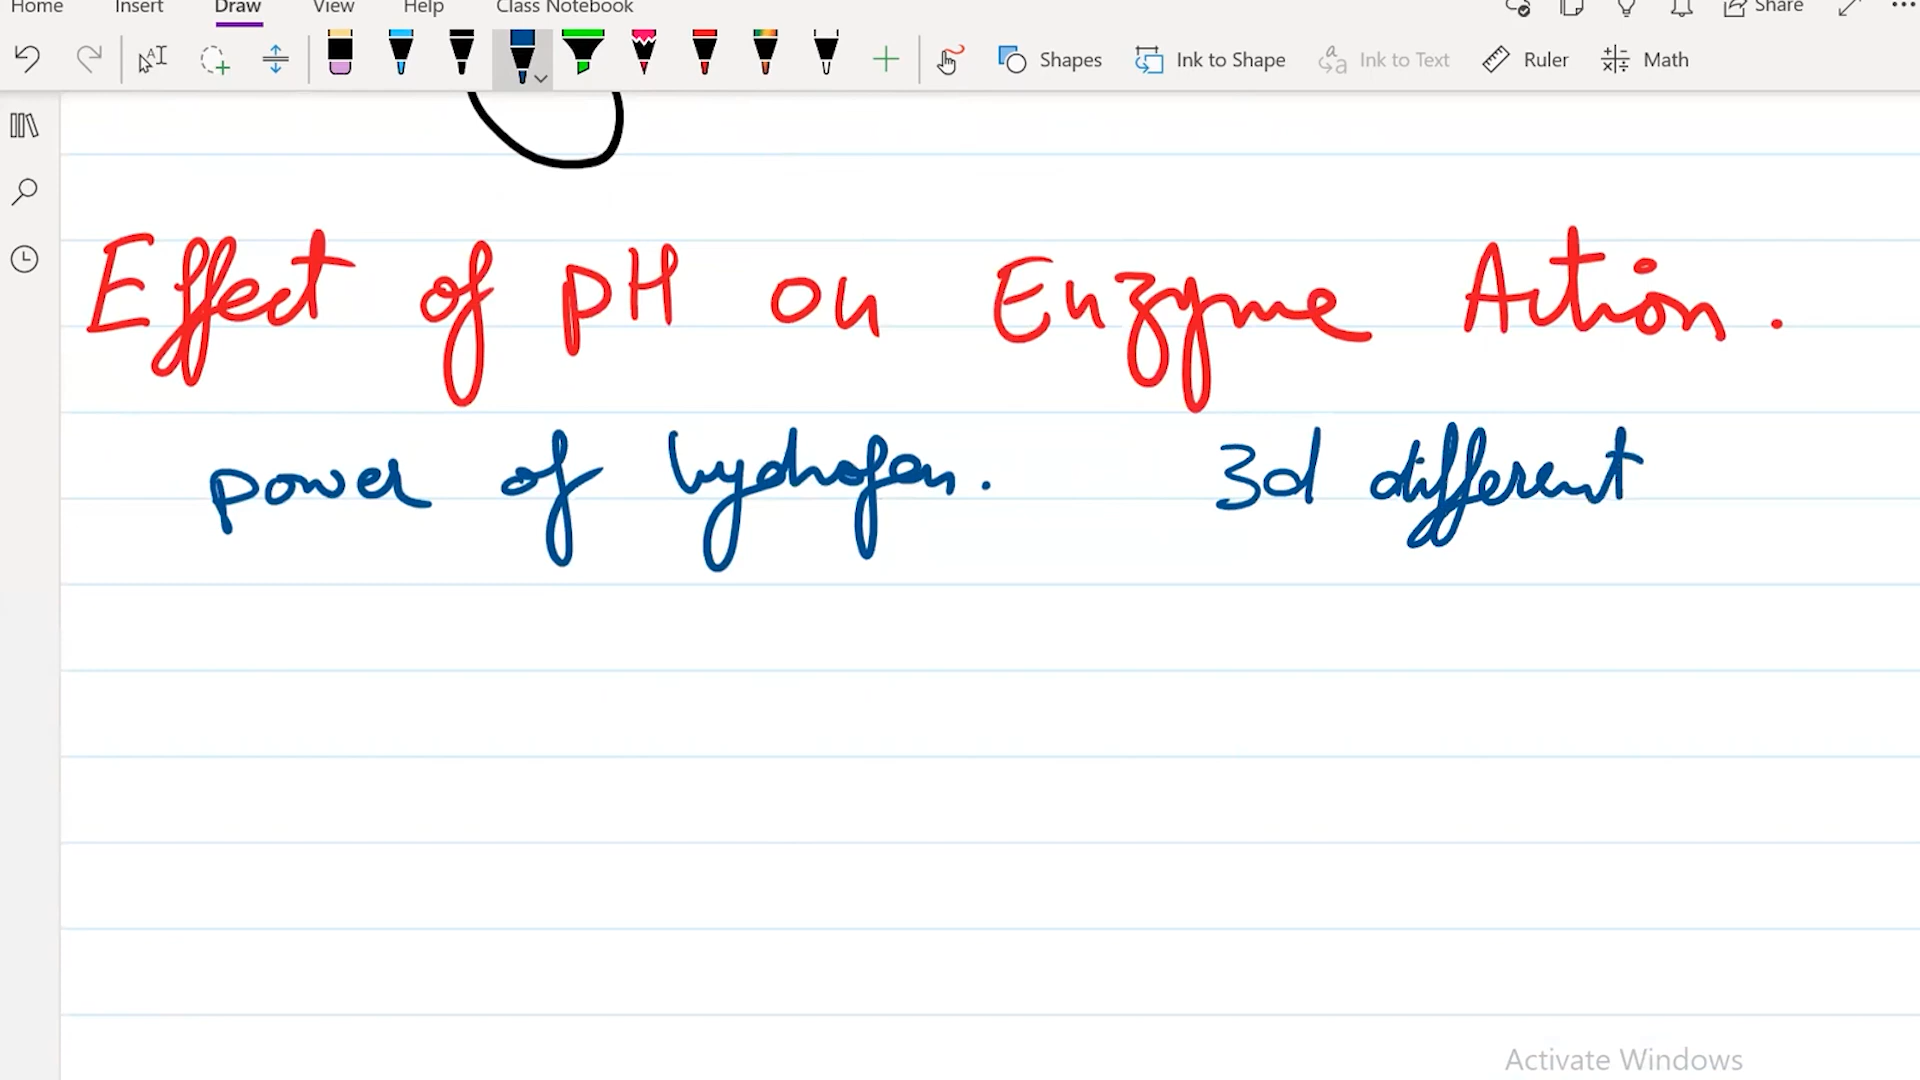 Home Insert Draw View Help Class Notebook Share
Shapes Ink to Shape Ink to Text Ruler Math
Effect of pH on Enzyme Action.
power of hydrogen. 3d different
Activate Windows